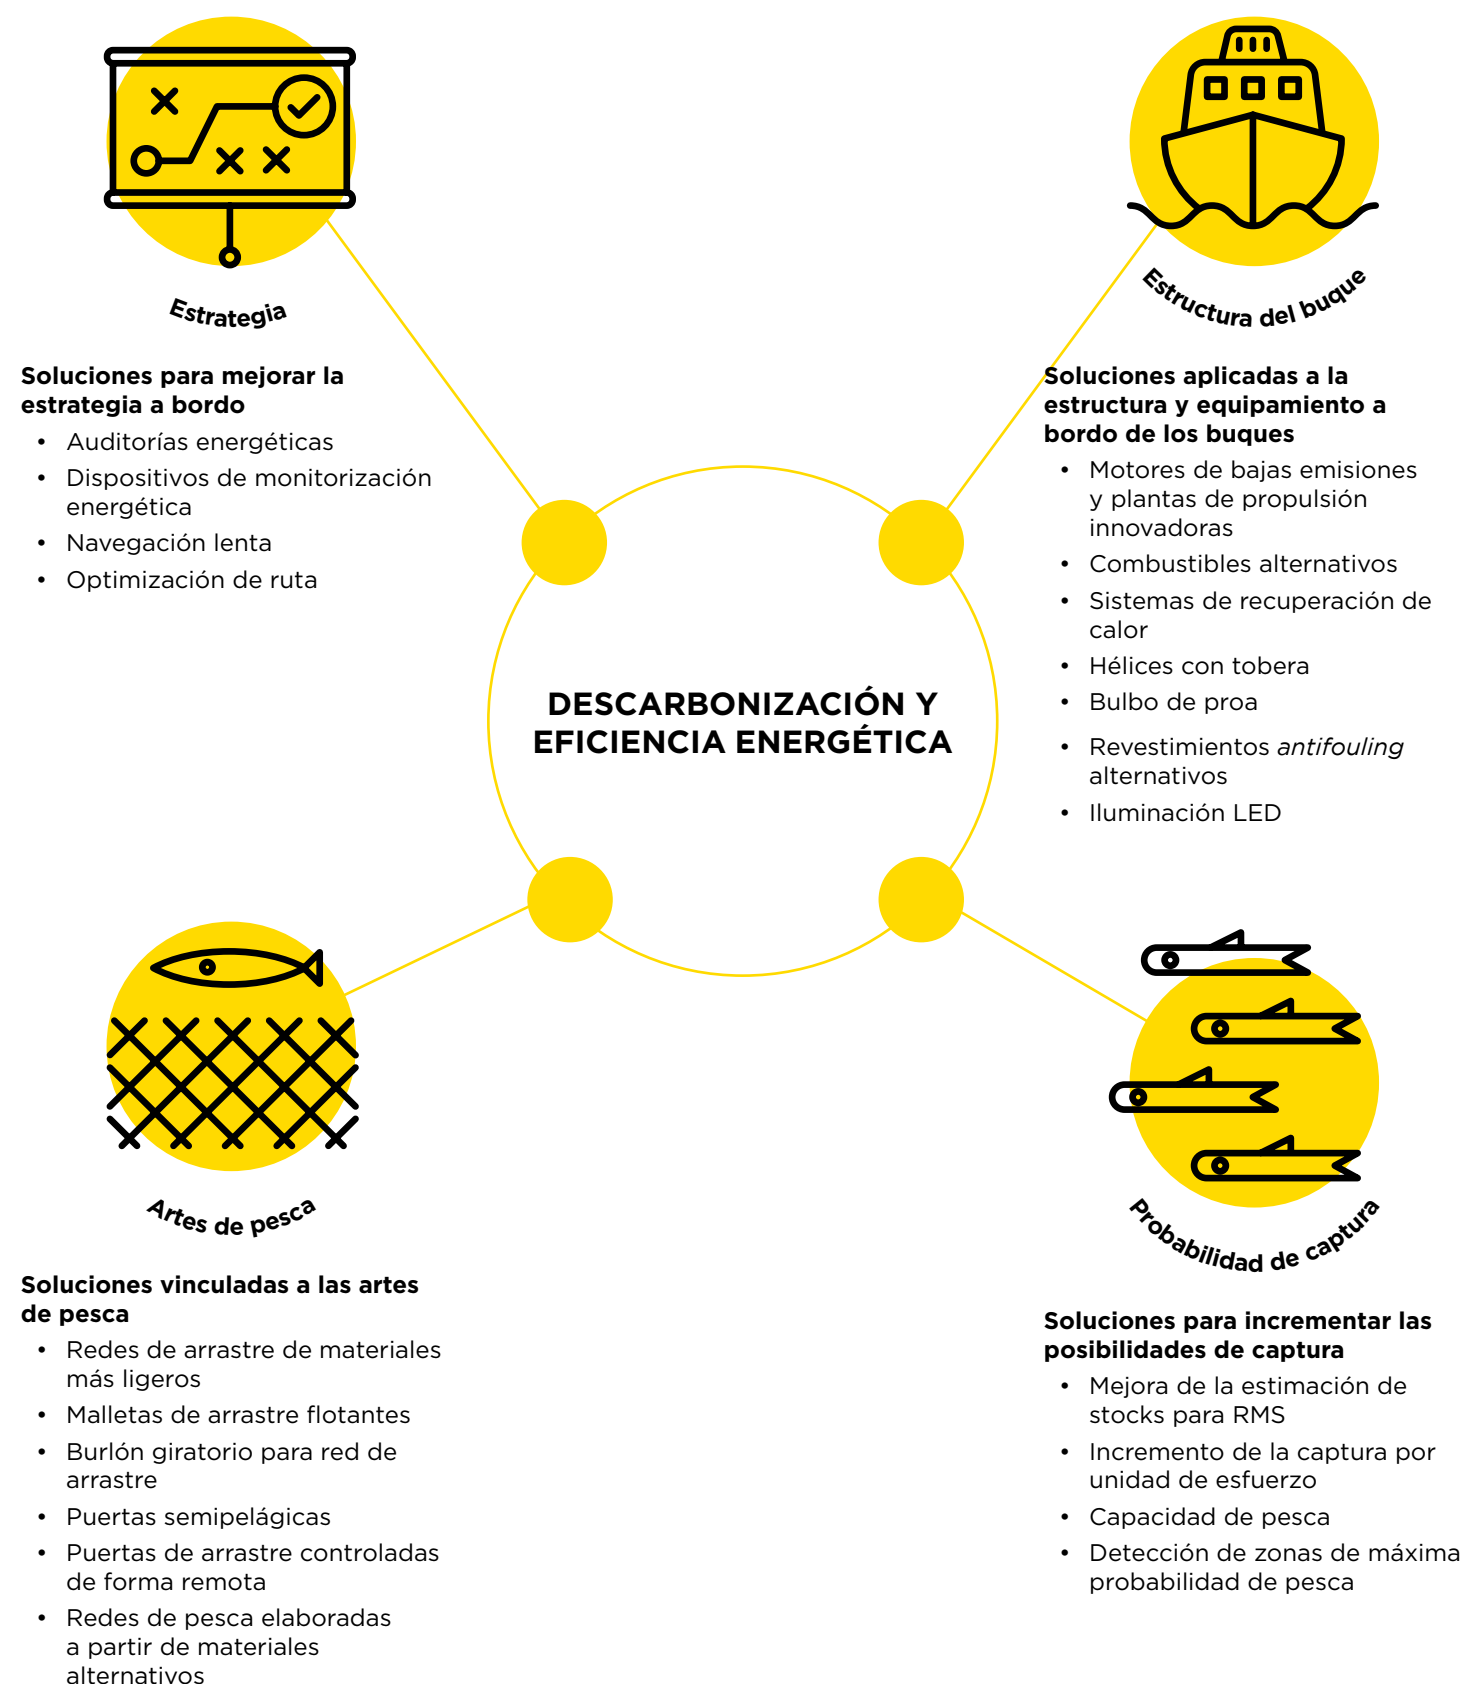 Estrategia
Soluciones para mejorar la
estrategia a bordo
• Auditorías energéticas
• Dispositivos de monitorización
energética
• Navegación lenta
• Optimización de ruta
Estructura del buque
Soluciones aplicadas a la
estructura y equipamiento a
bordo de los buques
• Motores de bajas emisiones
y plantas de propulsión
innovadoras
• Combustibles alternativos
• Sistemas de recuperación de
calor
• Hélices con tobera
• Bulbo de proa
• Revestimientos antifouling
alternativos
• Iluminación LED
DESCARBONIZACIÓN Y
EFICIENCIA ENERGÉTICA
Artes de pesca
Soluciones vinculadas a las artes
de pesca
• Redes de arrastre de materiales
más ligeros
• Malletas de arrastre flotantes
• Burlón giratorio para red de
arrastre
• Puertas semipelágicas
• Puertas de arrastre controladas
de forma remota
• Redes de pesca elaboradas
a partir de materiales
alternativos
Probabilidad de captura
Soluciones para incrementar las
posibilidades de captura
• Mejora de la estimación de
stocks para RMS
• Incremento de la captura por
unidad de esfuerzo
• Capacidad de pesca
• Detección de zonas de máxima
probabilidad de pesca